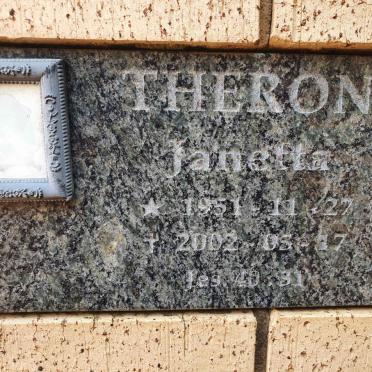 THERON
Janetta
★ 1951 - 11 - 27
✝ 2002 - 03 - 17
Jes 40 : 31